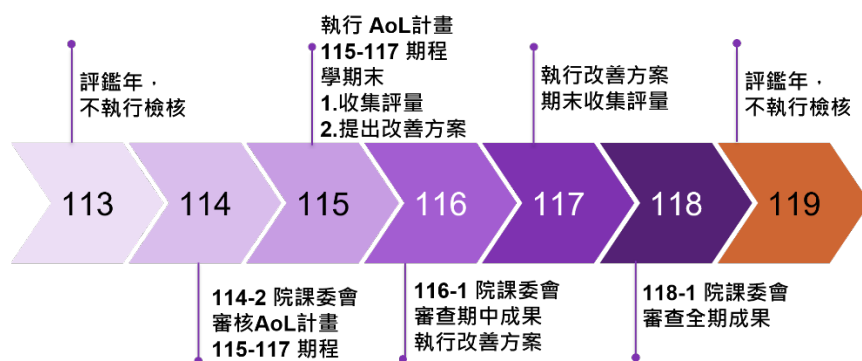 評鑑年，
不執行檢核
執行 AoL計畫
115-117 期程
學期末
1.收集評量
2.提出改善方案
執行改善方案
期末收集評量
評鑑年，
不執行檢核
113
114
115
116
117
118
119
114-2 院課委會
審核AoL計畫
115-117 期程
116-1 院課委會
審查期中成果
執行改善方案
118-1 院課委會
審查全期成果